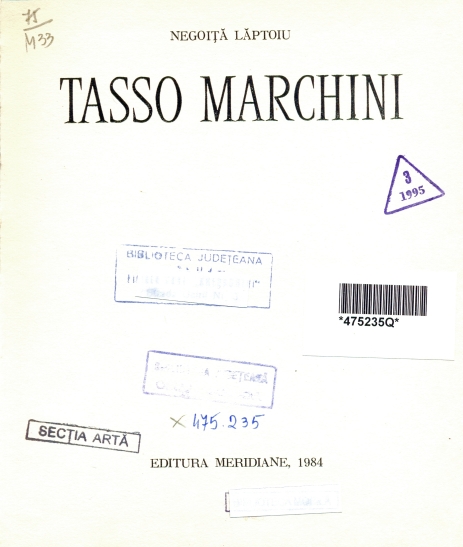 75
M33
NEGOIȚĂ LĂPTOIU
TASSO MARCHINI
3
1995
BIBLIOTECA JUDEȚEANA
*475235Q*
475.235
SECȚIA ARTĂ
EDITURA MERIDIANE, 1984